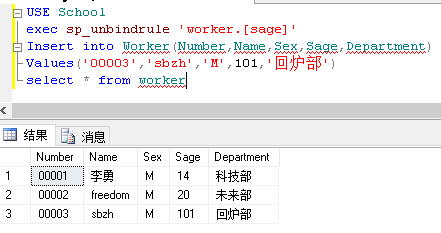 USE School
exec sp_unbindrule 'worker.[sage]'
Insert into Worker(Number,Name,Sex,Sage,Department)
Values('00003','sbzh','M',101,'回炉部')
select * from worker
结果 消息
Number Name Sex Sage Department
1 00001 李勇 M 14 科技部
2 00002 freedom M 20 未来部
3 00003 sbzh M 101 回炉部